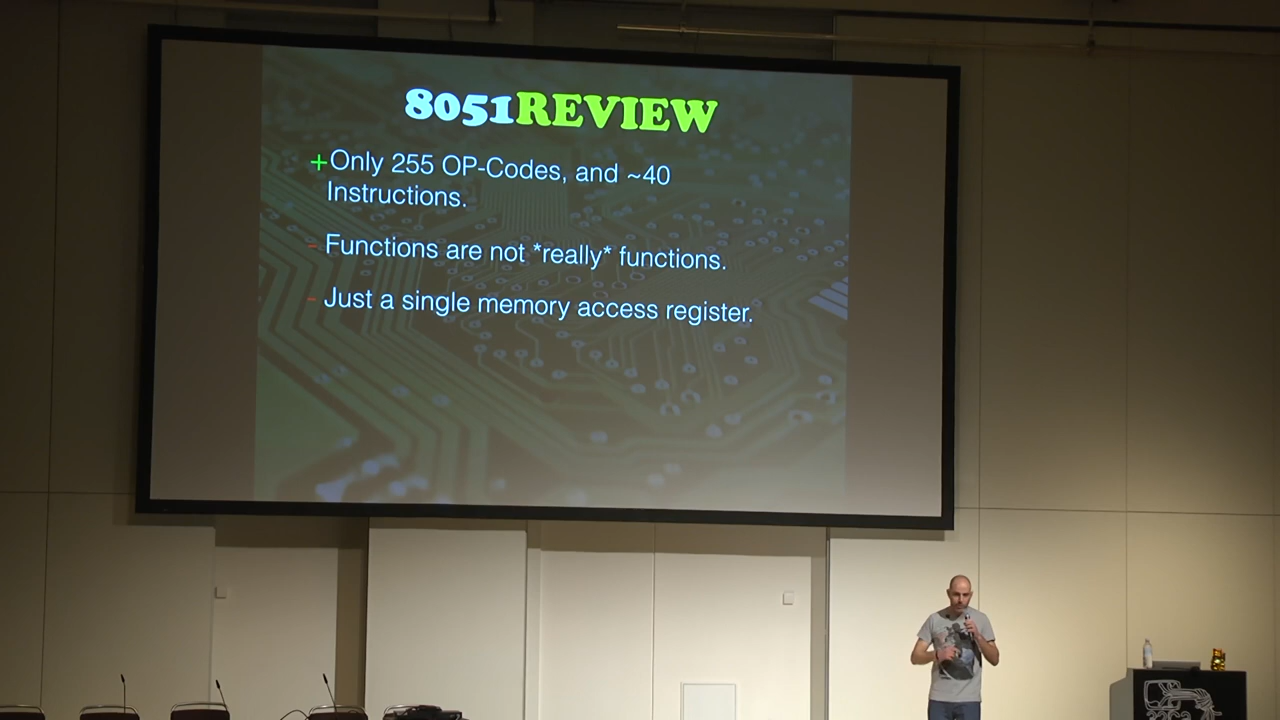 8051REVIEW
+Only 255 OP-Codes, and ~40
Instructions.
- Functions are not *really* functions.
- Just a single memory access register.